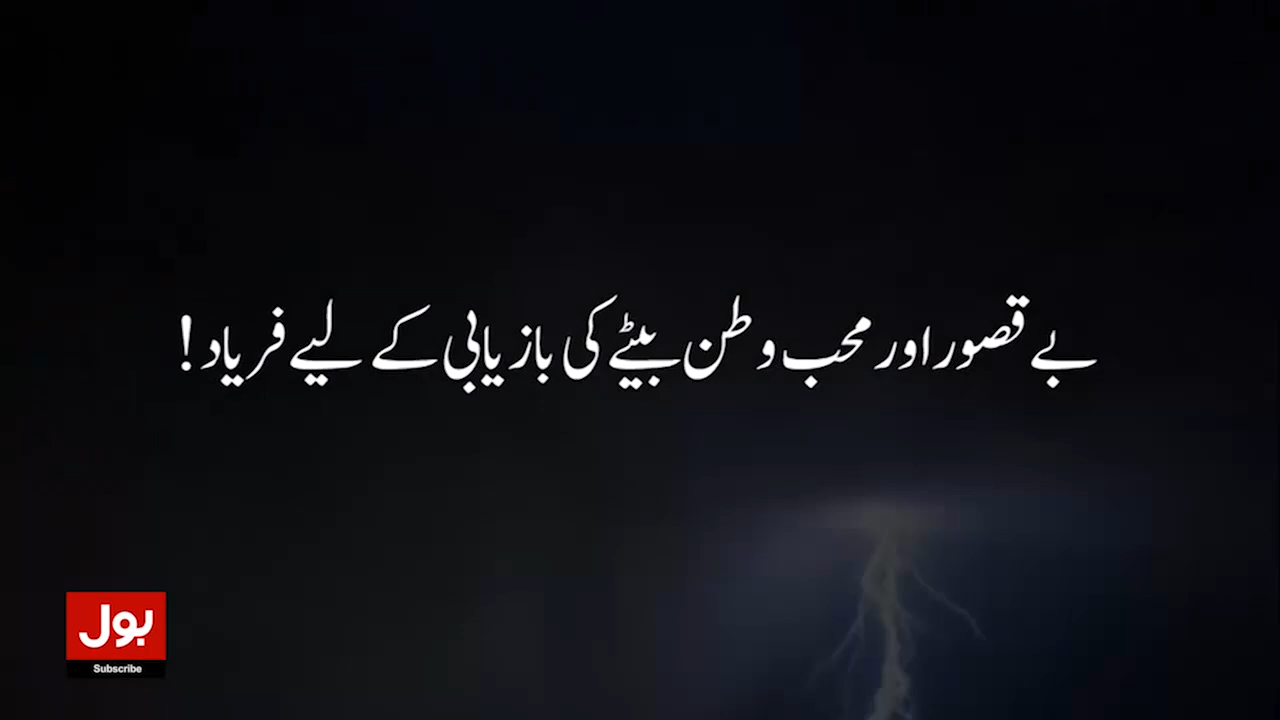 بے قصور اور محب وطن بیٹے کی بازیابی کے لیے فریاد!
بول
Subscribe